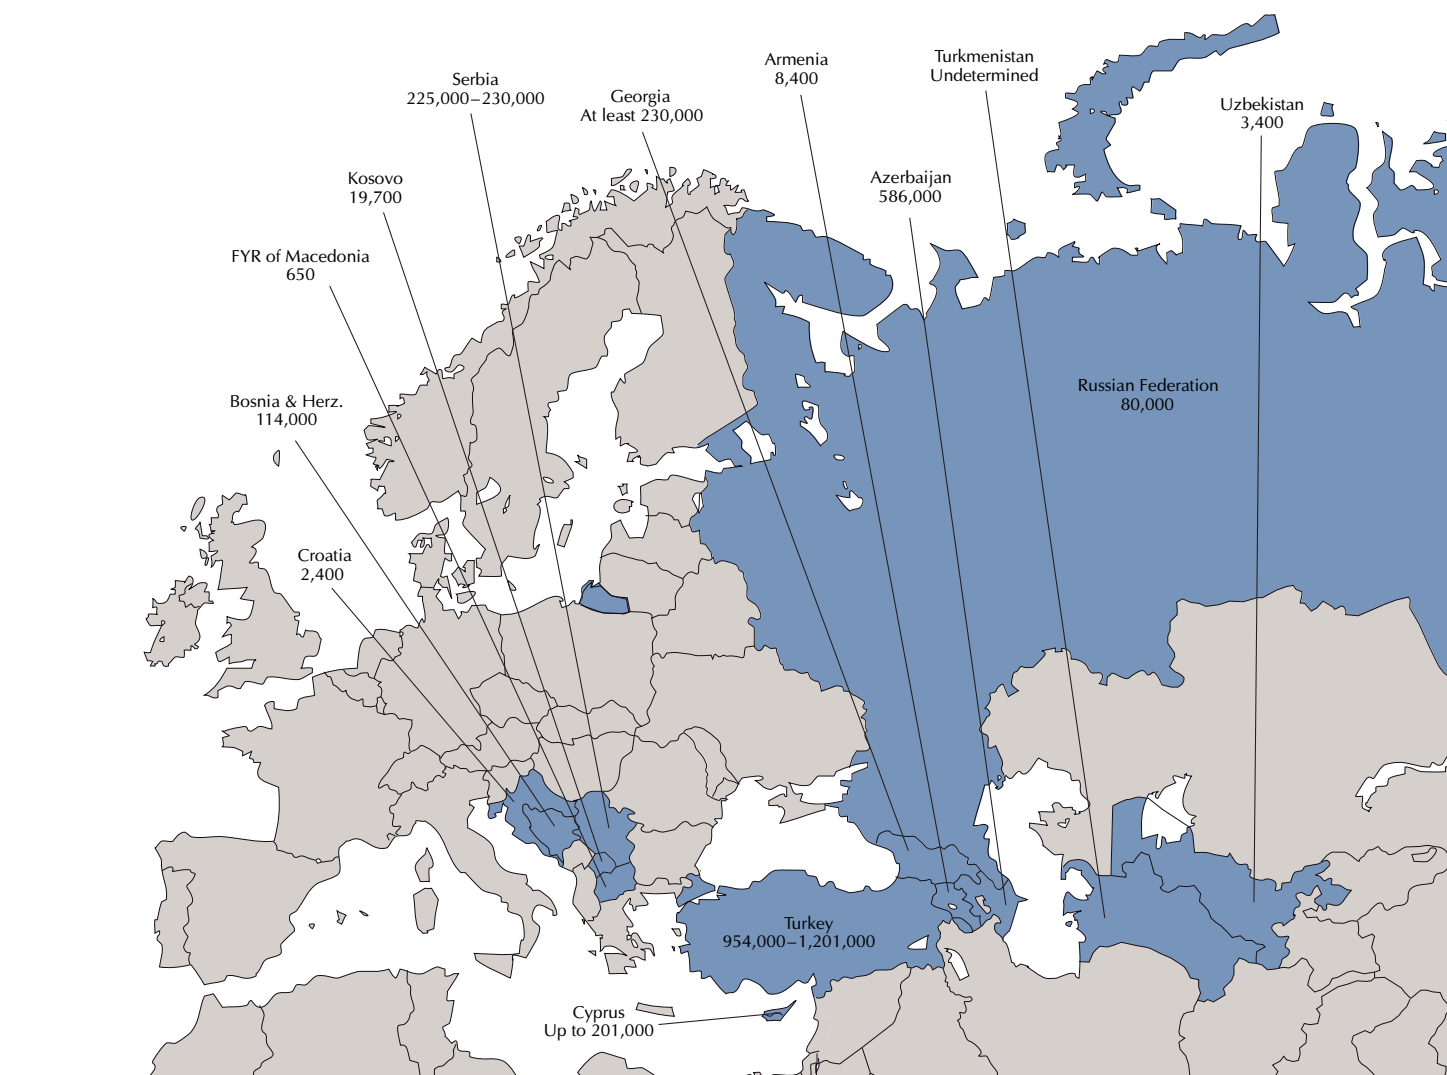 Armenia
8,400
Turkmenistan
Undetermined
Serbia
225,000–230,000
Georgia
At least 230,000
Uzbekistan
3,400
Kosovo
19,700
Azerbaijan
586,000
FYR of Macedonia
650
Russian Federation
80,000
Bosnia & Herz.
114,000
Croatia
2,400
Turkey
954,000–1,201,000
Cyprus
Up to 201,000